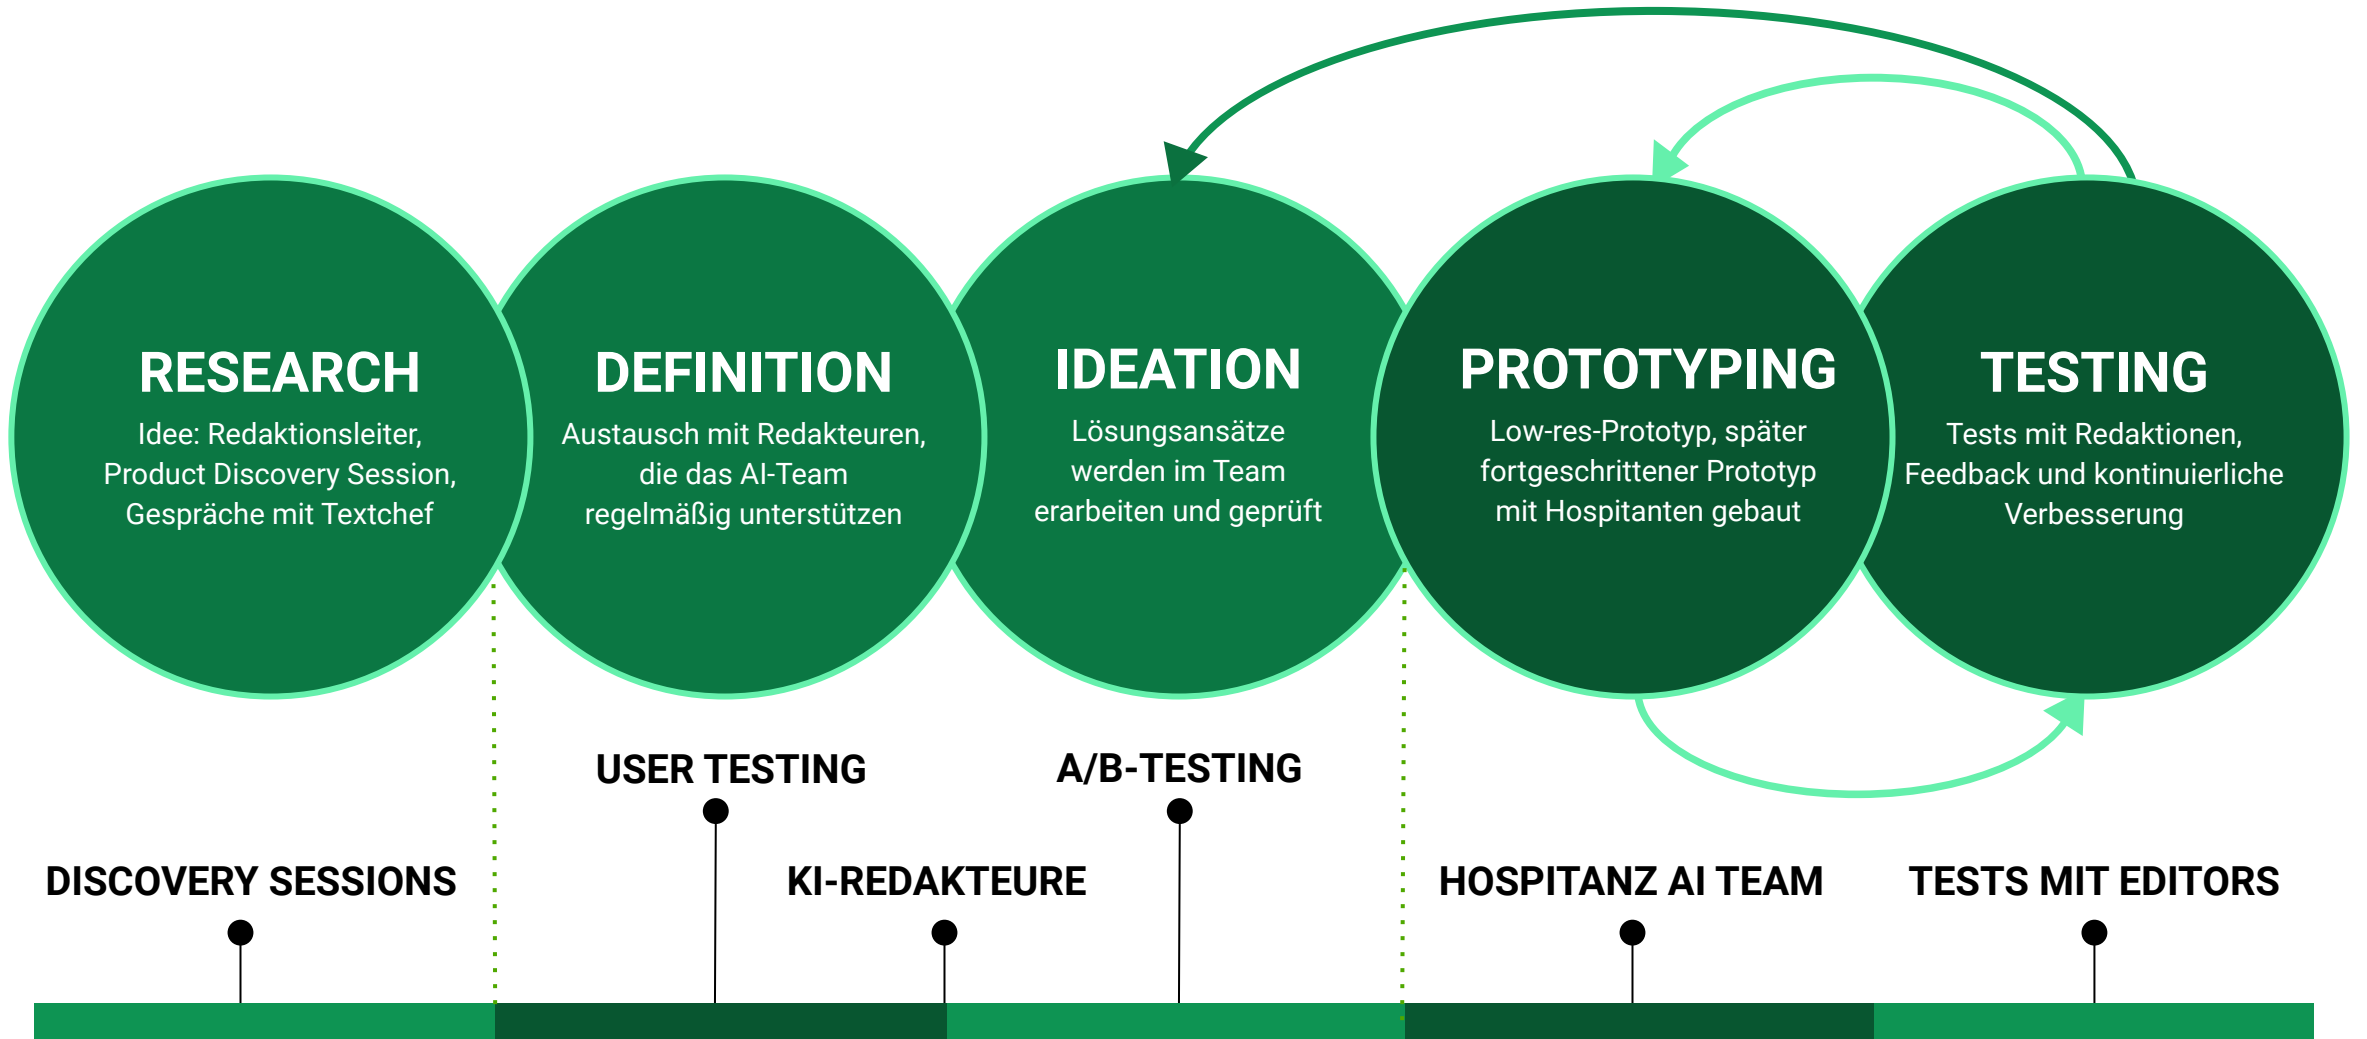 RESEARCH
Idee: Redaktionsleiter,
Product Discovery Session,
Gespräche mit Textchef
DEFINITION
Austausch mit Redakteuren,
die das AI-Team
regelmäßig unterstützen
IDEATION
Lösungsansätze
werden im Team
erarbeiten und geprüft
PROTOTYPING
Low-res-Prototyp, später
fortgeschrittener Prototyp
mit Hospitanten gebaut
TESTING
Tests mit Redaktionen,
Feedback und kontinuierliche
Verbesserung
USER TESTING
A/B-TESTING
DISCOVERY SESSIONS
KI-REDAKTEURE
HOSPITANZ AI TEAM
TESTS MIT EDITORS